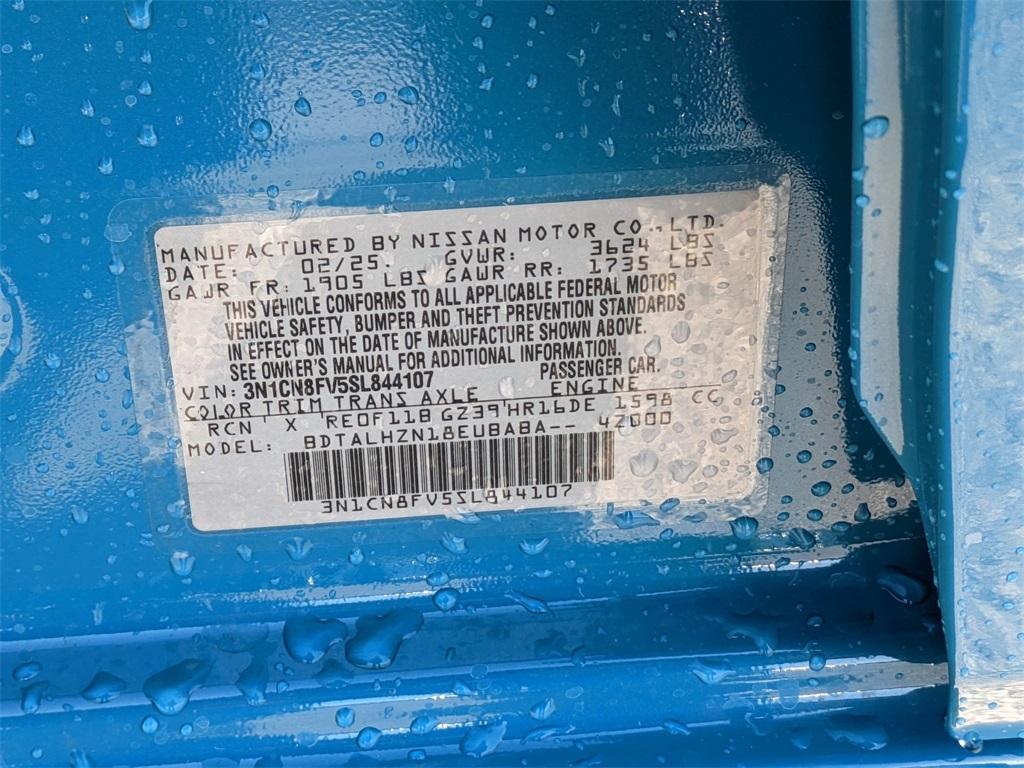 MANUFACTURED BY NISSAN MOTOR CO.,LTD.
DATE: 02/25 GVWR: 3624 LBS
GAWR FR: 1905 LBS GAWR RR: 1735 LBS
THIS VEHICLE CONFORMS TO ALL APPLICABLE FEDERAL MOTOR
VEHICLE SAFETY, BUMPER AND THEFT PREVENTION STANDARDS
IN EFFECT ON THE DATE OF MANUFACTURE SHOWN ABOVE.
SEE OWNER'S MANUAL FOR ADDITIONAL INFORMATION.
VIN: 3N1CN8FV5SL844107 PASSENGER CAR.
COLOR TRIM TRANS AXLE ENGINE
RCN X RE0F11B GZ39 HR16DE 1598 CC
MODEL: BDTALHZN18EUBABA-- 42000
3N1CN8FV5SL844107